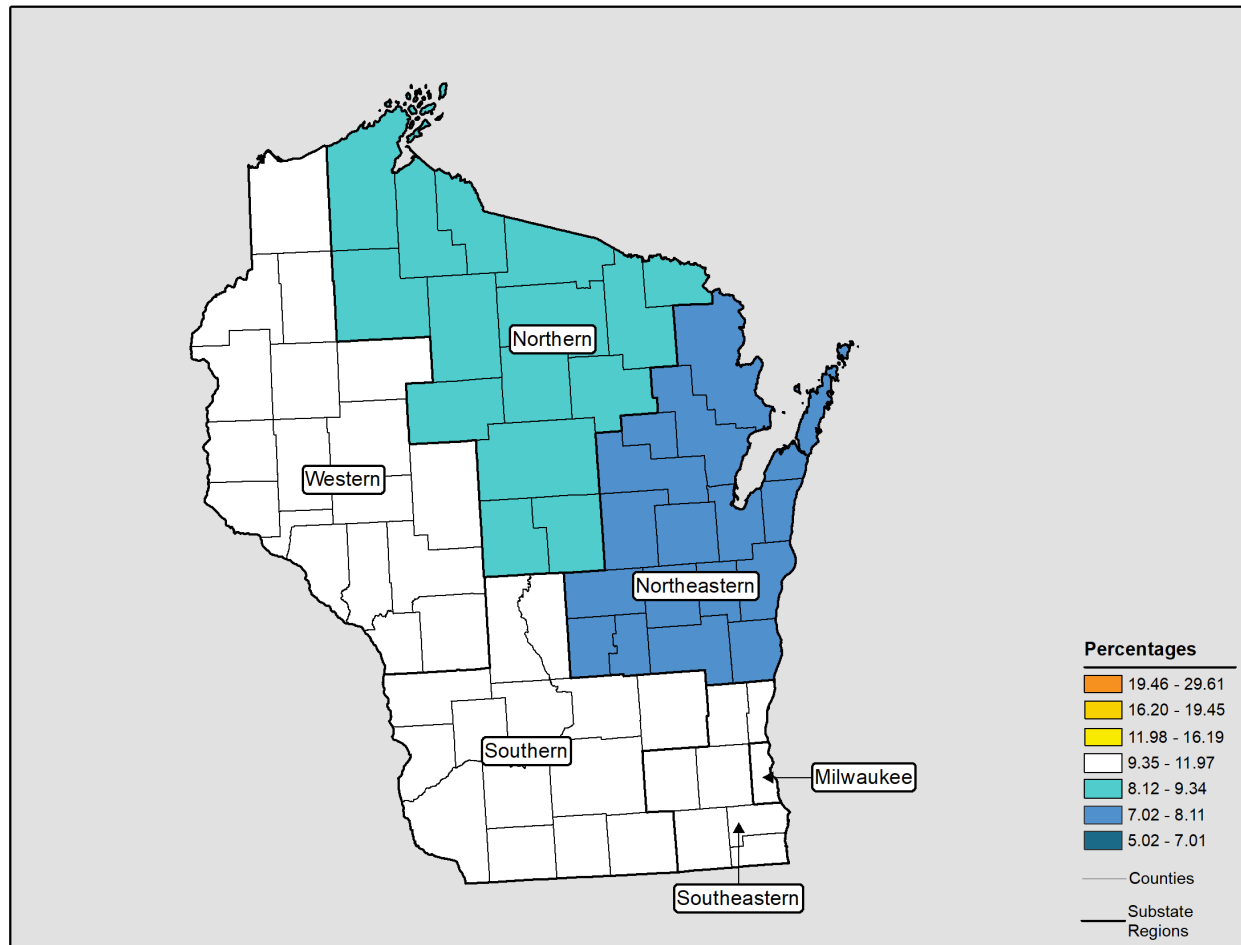 Northern
Western
Northeastern
Southern
Milwaukee
Southeastern
Percentages
19.46 - 29.61
16.20 - 19.45
11.98 - 16.19
9.35 - 11.97
8.12 - 9.34
7.02 - 8.11
5.02 - 7.01
Counties
Substate
Regions